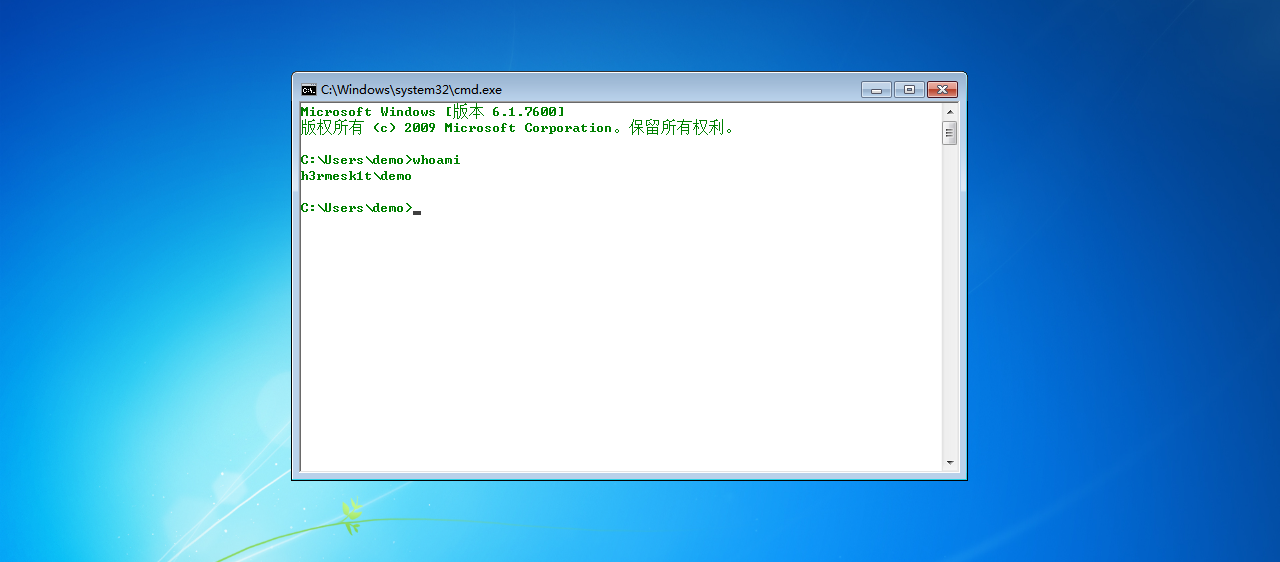 C:\Windows\system32\cmd.exe
Microsoft Windows [版本 6.1.7600]
版权所有 (c) 2009 Microsoft Corporation。保留所有权利。
C:\Users\demo>whoami
h3rmesk1t\demo
C:\Users\demo>